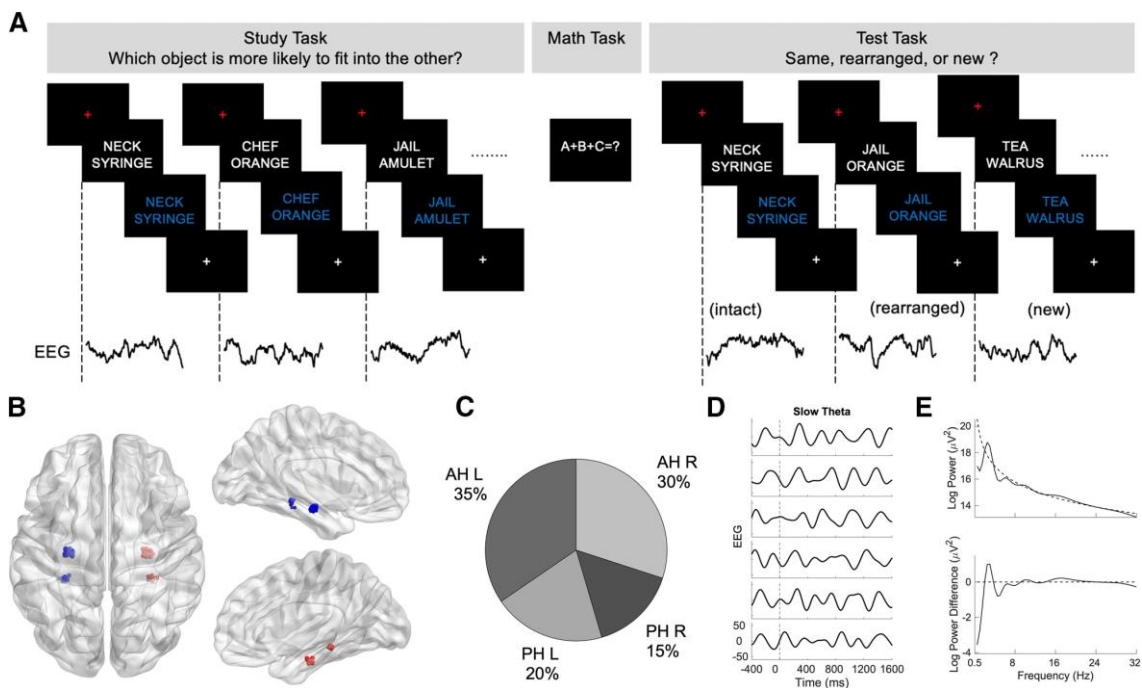 A
Study Task
Which object is more likely to fit into the other?
Math Task
Test Task
Same, rearranged, or new ?
+
+
+
NECK
SYRINGE
CHEF
ORANGE
JAIL
AMULET
........
NECK
SYRINGE
CHEF
ORANGE
JAIL
AMULET
+
+
+
A+B+C=?
+
+
+
NECK
SYRINGE
JAIL
ORANGE
TEA
WALRUS
......
NECK
SYRINGE
JAIL
ORANGE
TEA
WALRUS
+
+
+
(intact)
(rearranged)
(new)
EEG
B
C
AH L
35%
AH R
30%
PH L
20%
PH R
15%
D
Slow Theta
EEG
50
0
-50
-400
0
400
800
1200
1600
Time (ms)
E
Log Power (μV²)
20
18
16
14
Log Power Difference (μV²)
0
-2
-4
0.5
8
16
24
32
Frequency (Hz)